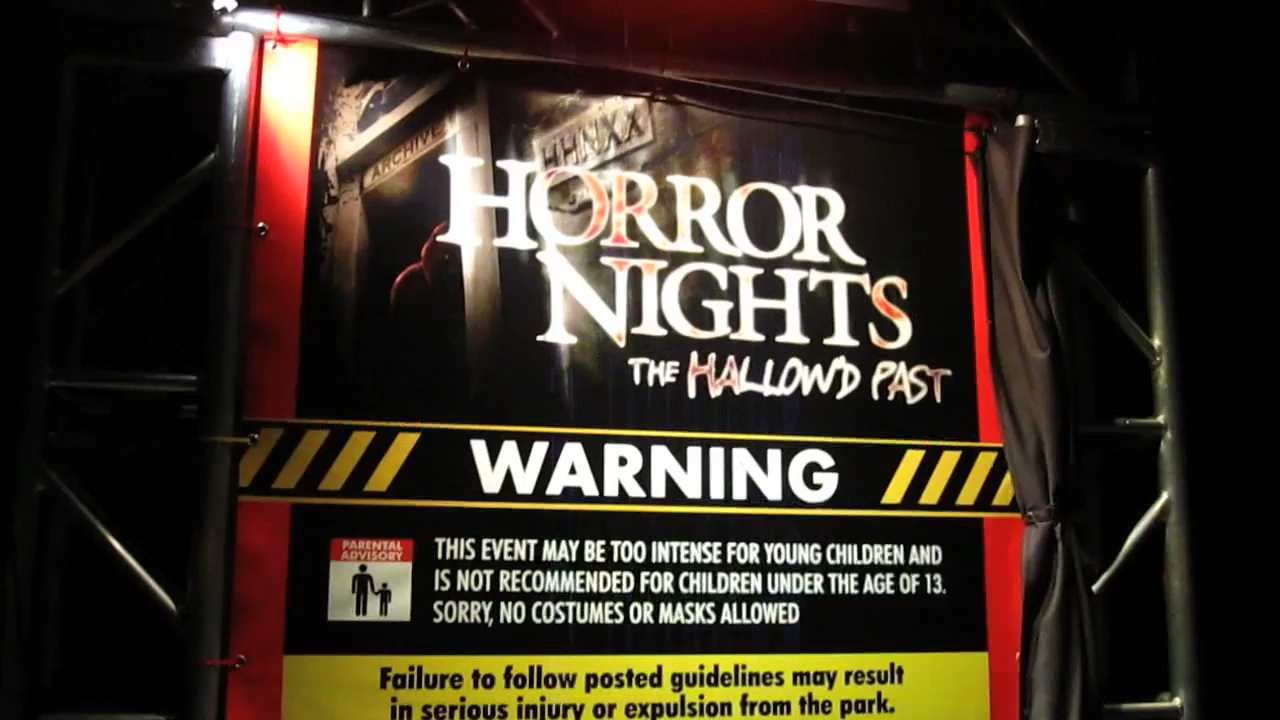 ARCHIVE
HHNXX
HORROR
NIGHTS
THE HALLOW'D PAST
WARNING
PARENTAL
ADVISORY
THIS EVENT MAY BE TOO INTENSE FOR YOUNG CHILDREN AND
IS NOT RECOMMENDED FOR CHILDREN UNDER THE AGE OF 13.
SORRY, NO COSTUMES OR MASKS ALLOWED
Failure to follow posted guidelines may result
in serious injury or expulsion from the park.